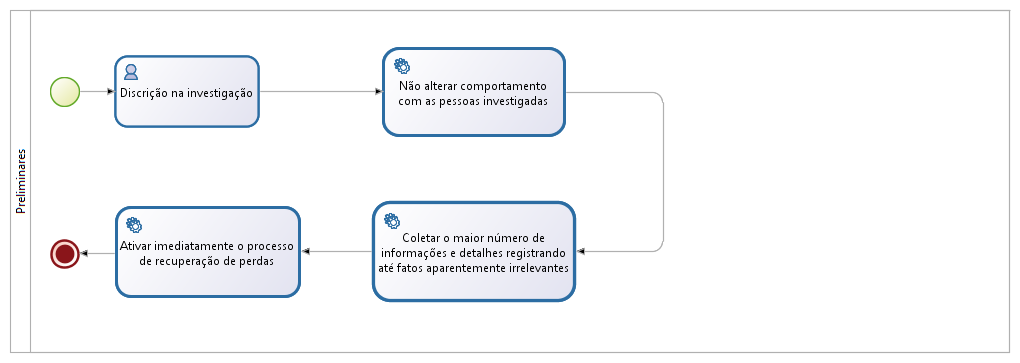 Preliminares
Discrição na investigação
Não alterar comportamento
com as pessoas investigadas
Coletar o maior número de
informações e detalhes registrando
até fatos aparentemente irrelevantes
Ativar imediatamente o processo
de recuperação de perdas